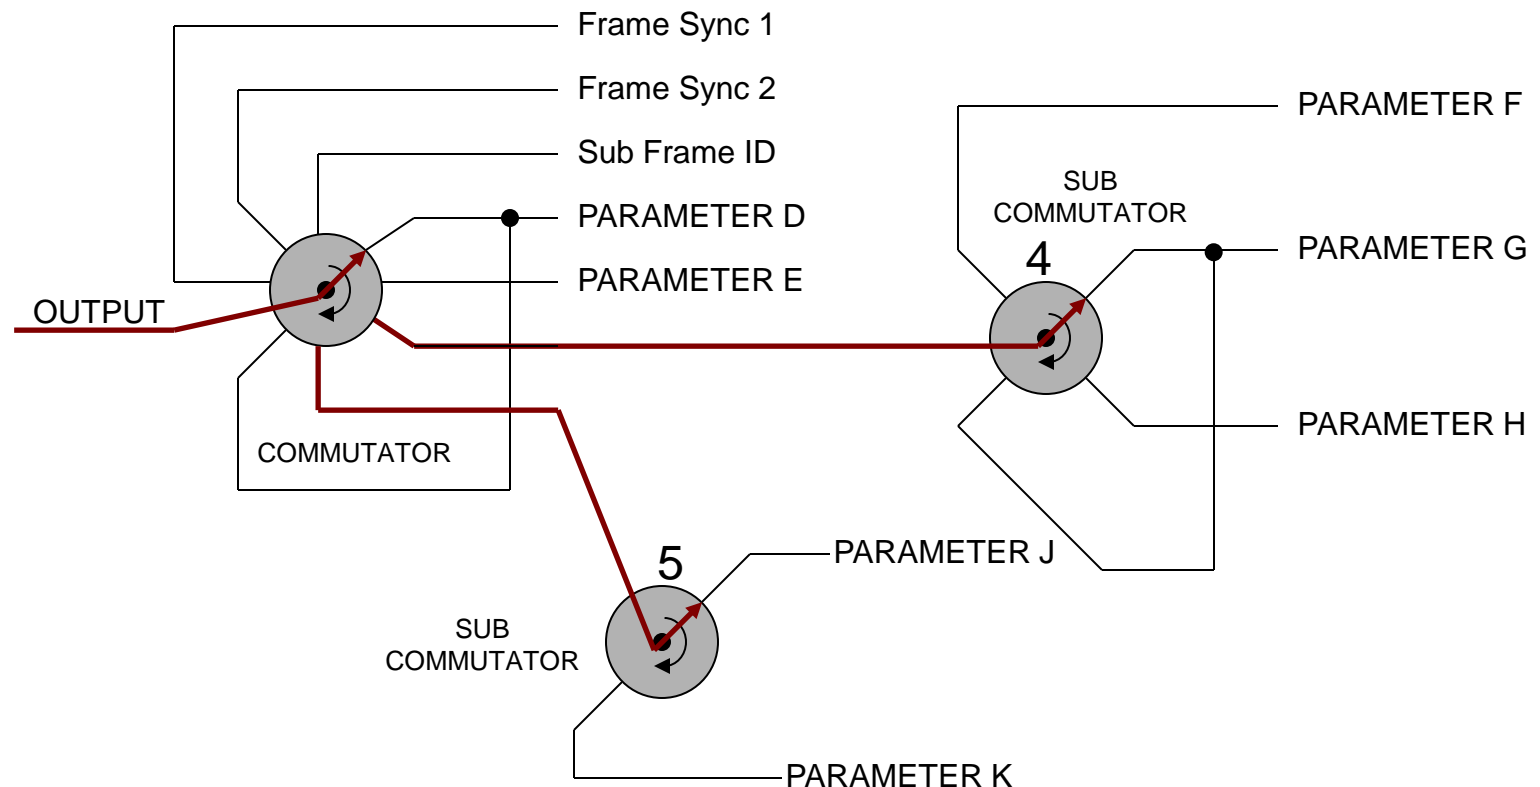 Frame Sync 1
Frame Sync 2
Sub Frame ID
PARAMETER D
PARAMETER E
OUTPUT
COMMUTATOR
PARAMETER F
SUB
COMMUTATOR
4
PARAMETER G
PARAMETER H
5
PARAMETER J
SUB
COMMUTATOR
PARAMETER K